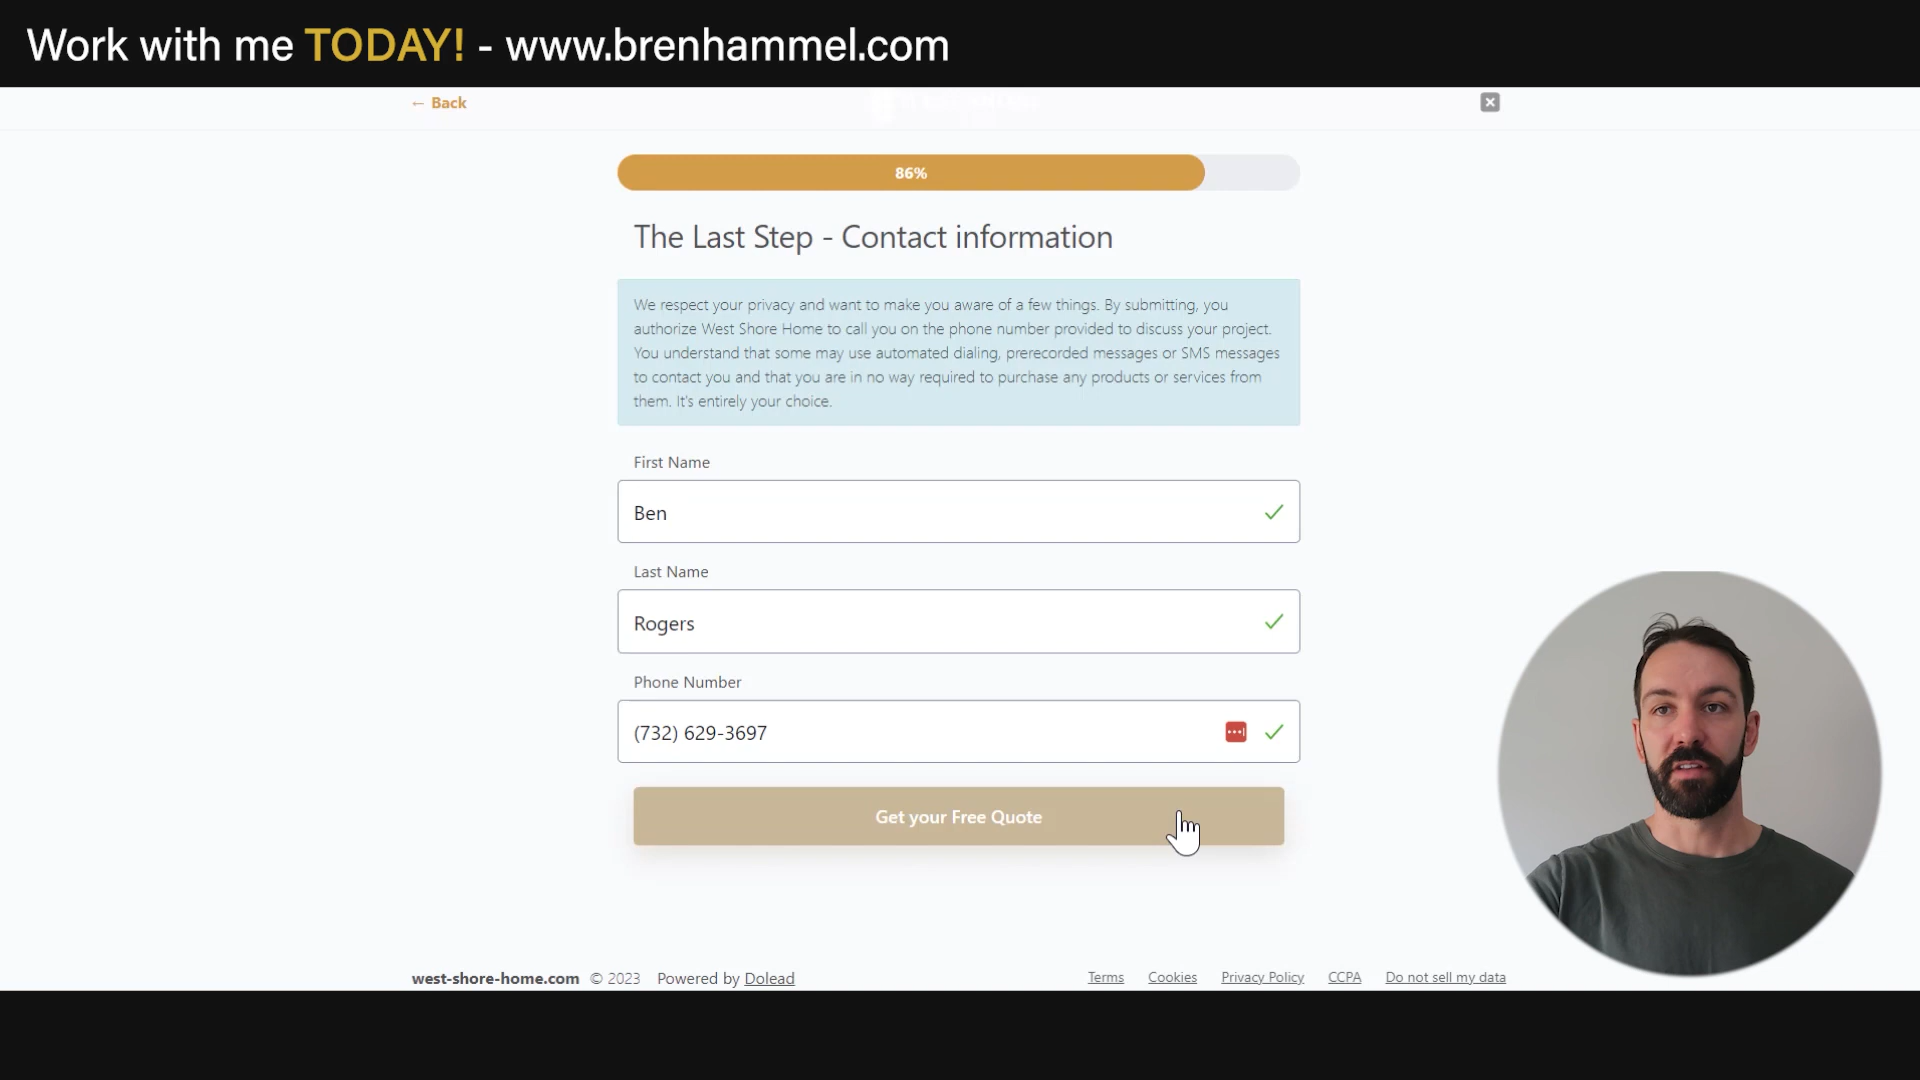 Work with me TODAY! - www.brenhammel.com
← Back
86%
The Last Step - Contact information
We respect your privacy and want to make you aware of a few things. By submitting, you
authorize West Shore Home to call you on the phone number provided to discuss your project.
You understand that some may use automated dialing, prerecorded messages or SMS messages
to contact you and that you are in no way required to purchase any products or services from
them. It's entirely your choice.
First Name
Ben
Last Name
Rogers
Phone Number
(732) 629-3697
Get your Free Quote
west-shore-home.com © 2023 Powered by Dolead
Terms Cookies Privacy Policy CCPA Do not sell my data